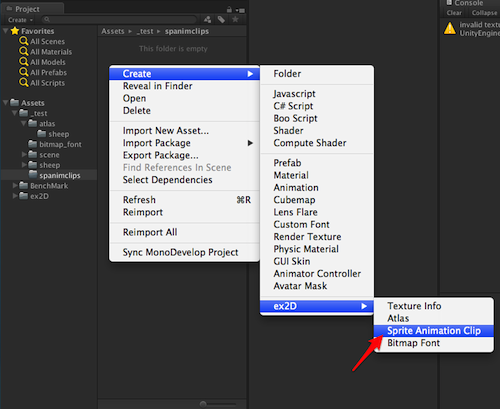 Project
Create
Favorites
All Scenes
All Materials
All Models
All Prefabs
All Scripts
Assets
_test
atlas
sheep
bitmap_font
scene
sheep
spanimclips
BenchMark
ex2D
Assets _test spanimclips
This folder is empty
Create
Reveal in Finder
Open
Delete
Import New Asset...
Import Package
Export Package...
Find References In Scene
Select Dependencies
Refresh ⌘R
Reimport
Reimport All
Sync MonoDevelop Project
Folder
Javascript
C# Script
Boo Script
Shader
Compute Shader
Prefab
Material
Animation
Cubemap
Lens Flare
Custom Font
Render Texture
Physic Material
GUI Skin
Animator Controller
Avatar Mask
ex2D
Texture Info
Atlas
Sprite Animation Clip
Bitmap Font
Console
Clear Collapse
invalid textu
UnityEngine